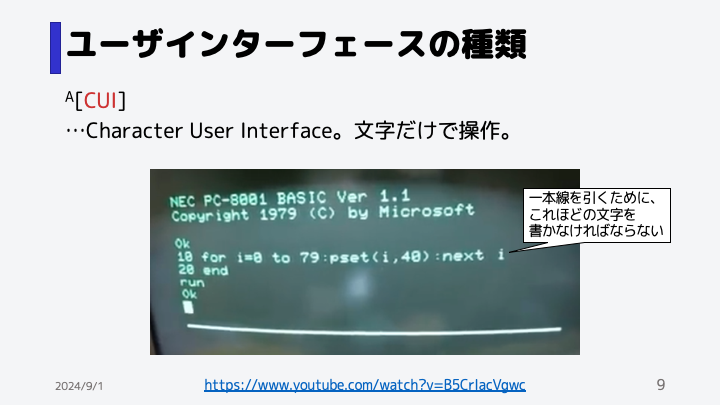 ユーザインターフェースの種類
A[CUI]
…Character User Interface。文字だけで操作。
NEC PC-8001 BASIC Ver 1.1
Copyright 1979 (C) by Microsoft
Ok
10 for i=0 to 79:pset(i,40):next i
20 end
run
Ok
一本線を引くために、
これほどの文字を
書かなければならない
2024/9/1
https://www.youtube.com/watch?v=B5CrIacVgwc
9